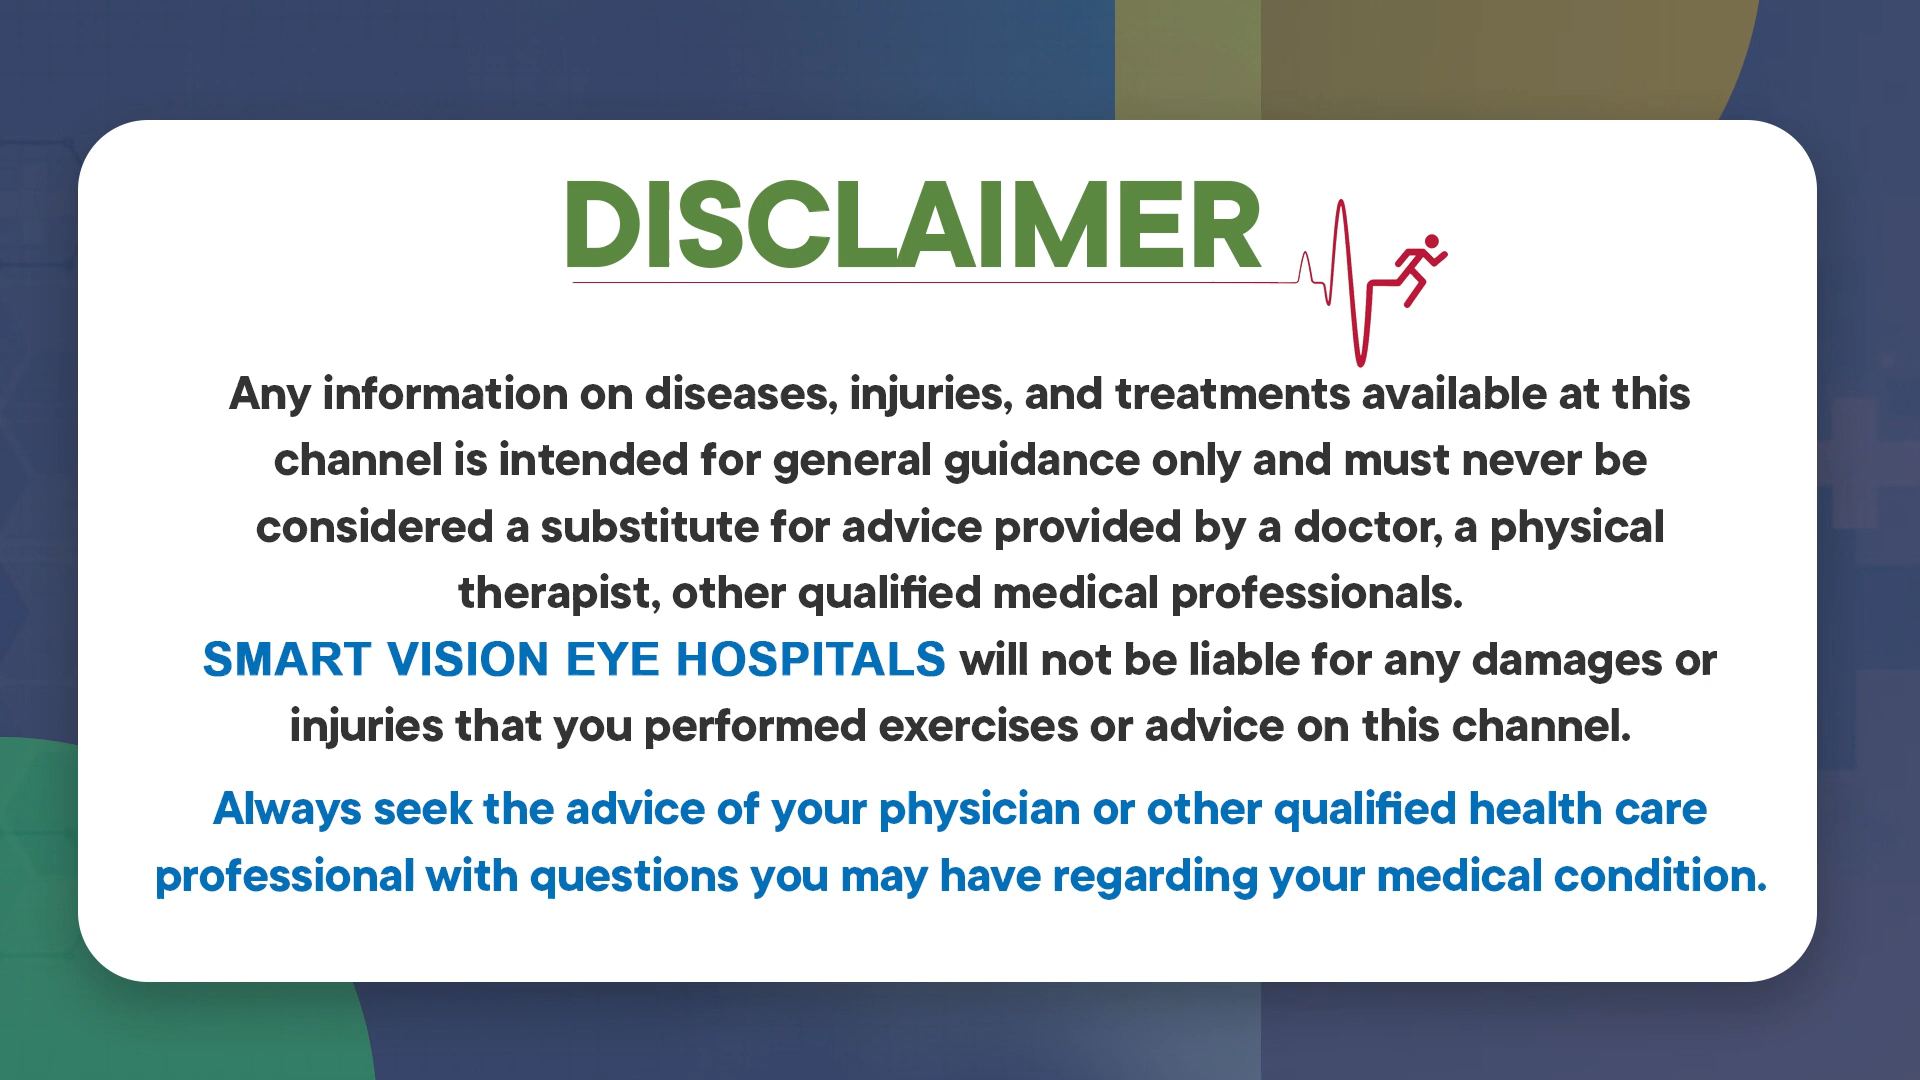 DISCLAIMER
Any information on diseases, injuries, and treatments available at this
channel is intended for general guidance only and must never be
considered a substitute for advice provided by a doctor, a physical
therapist, other qualified medical professionals.
SMART VISION EYE HOSPITALS will not be liable for any damages or
injuries that you performed exercises or advice on this channel.
Always seek the advice of your physician or other qualified health care
professional with questions you may have regarding your medical condition.